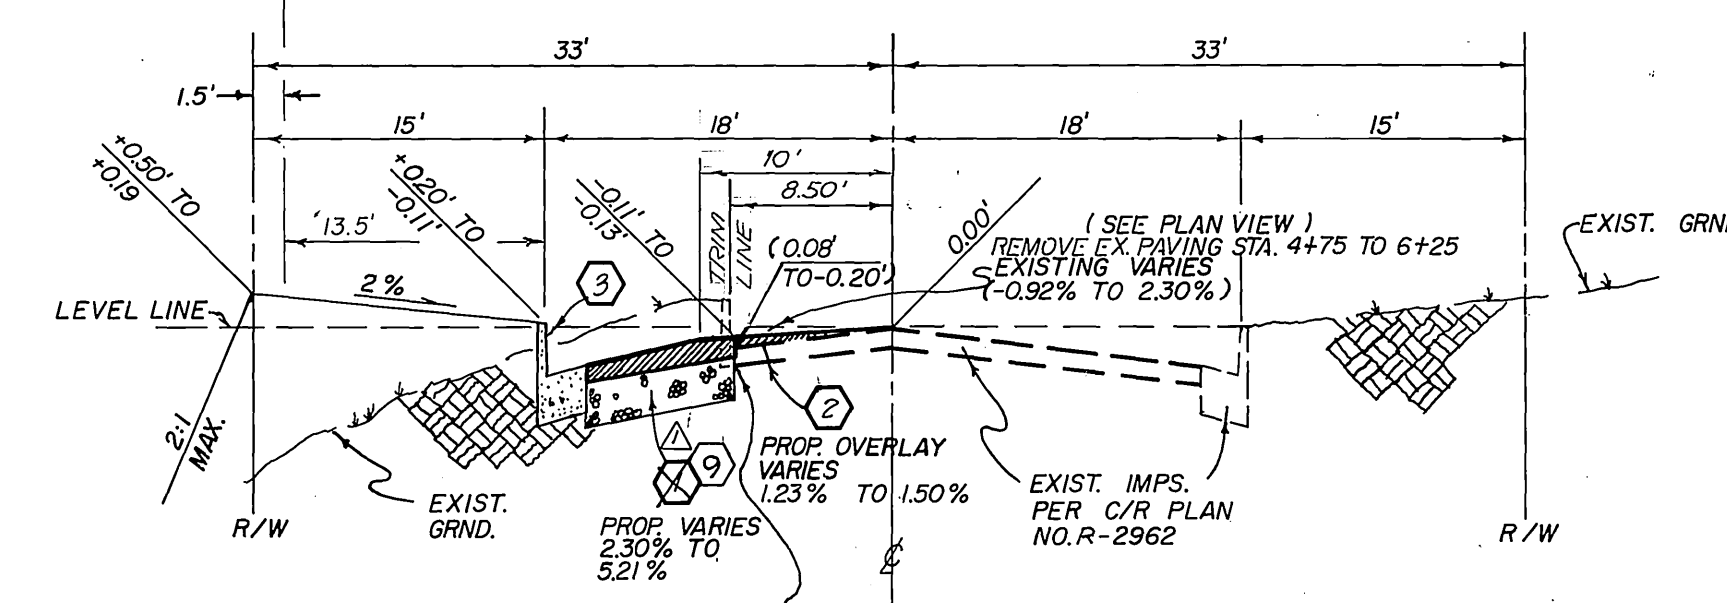 33'
33'
1.5'
15'
18'
18'
15'
10'
8.50'
13.5'
+0.50' TO
+0.19
+0.20' TO
-0.11'
-0.11' TO
-0.13'
TRIM
LINE
(0.08'
TO-0.20')
0.00'
(SEE PLAN VIEW)
REMOVE EX. PAVING STA. 4+75 TO 6+25
EXISTING VARIES
(-0.92% TO 2.30%)
EXIST. GRN
2%
3
LEVEL LINE
2:1
MAX.
2
1
9
PROP. OVERLAY
VARIES
1.23% TO 1.50%
EXIST.
GRND.
PROP. VARIES
2.30% TO
5.21%
EXIST. IMPS.
PER C/R PLAN
NO. R-2962
R/W
R/W
℄